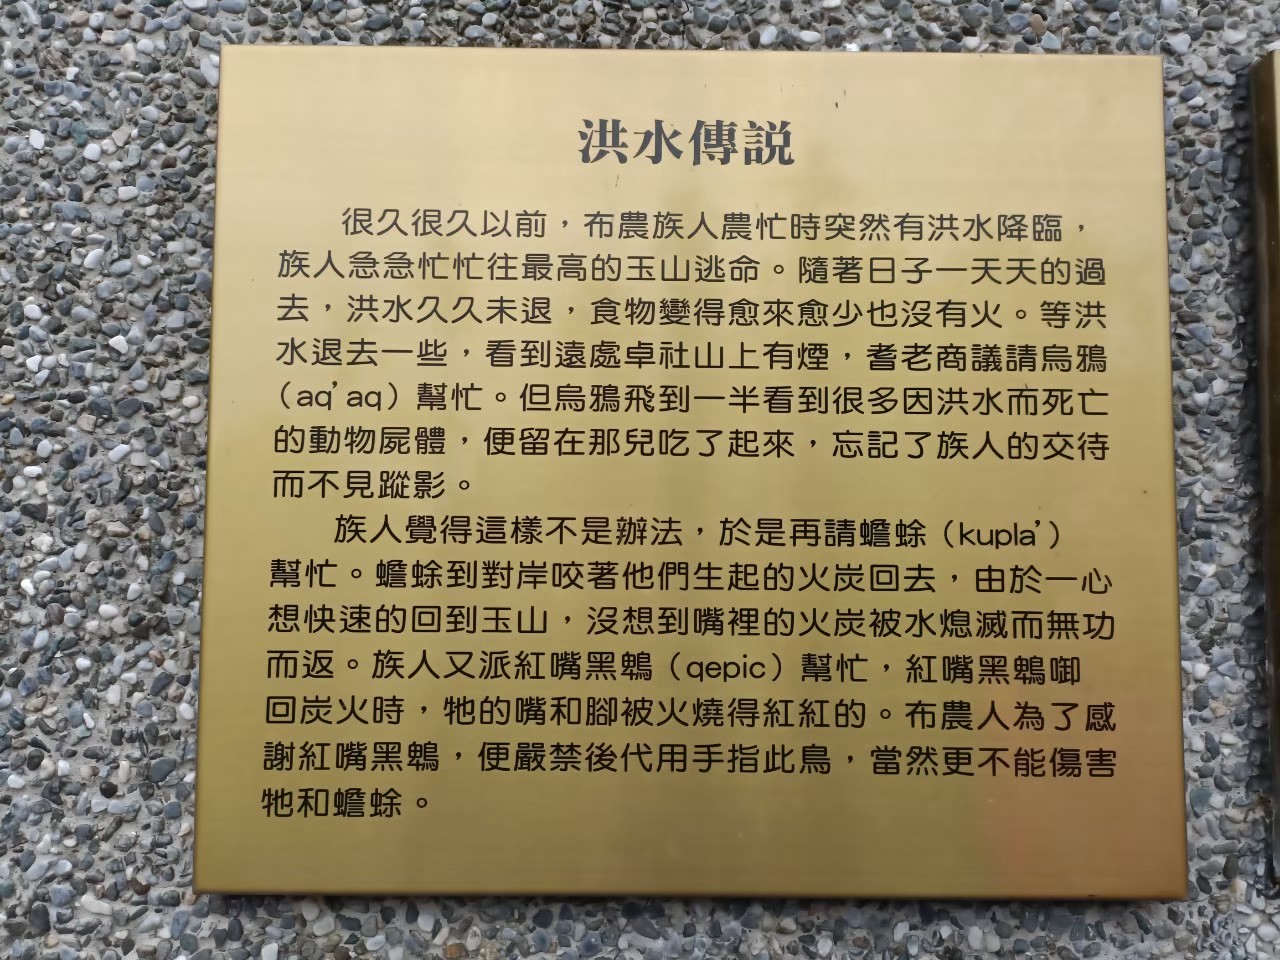 洪水傳説
很久很久以前，布農族人農忙時突然有洪水降臨，
族人急急忙忙往最高的玉山逃命。隨著日子一天天的過
去，洪水久久未退，食物變得愈來愈少也沒有火。等洪
水退去一些，看到遠處卓社山上有煙，耆老商議請烏鴉
（aq’aq）幫忙。但烏鴉飛到一半看到很多因洪水而死亡
的動物屍體，便留在那兒吃了起來，忘記了族人的交待
而不見蹤影。
族人覺得這樣不是辦法，於是再請蟾蜍（kupla’）
幫忙。蟾蜍到對岸咬著他們生起的火炭回去，由於一心
想快速的回到玉山，沒想到嘴裡的火炭被水熄滅而無功
而返。族人又派紅嘴黑鵯（qepic）幫忙，紅嘴黑鵯啣
回炭火時，牠的嘴和腳被火燒得紅紅的。布農人為了感
謝紅嘴黑鵯，便嚴禁後代用手指此鳥，當然更不能傷害
牠和蟾蜍。